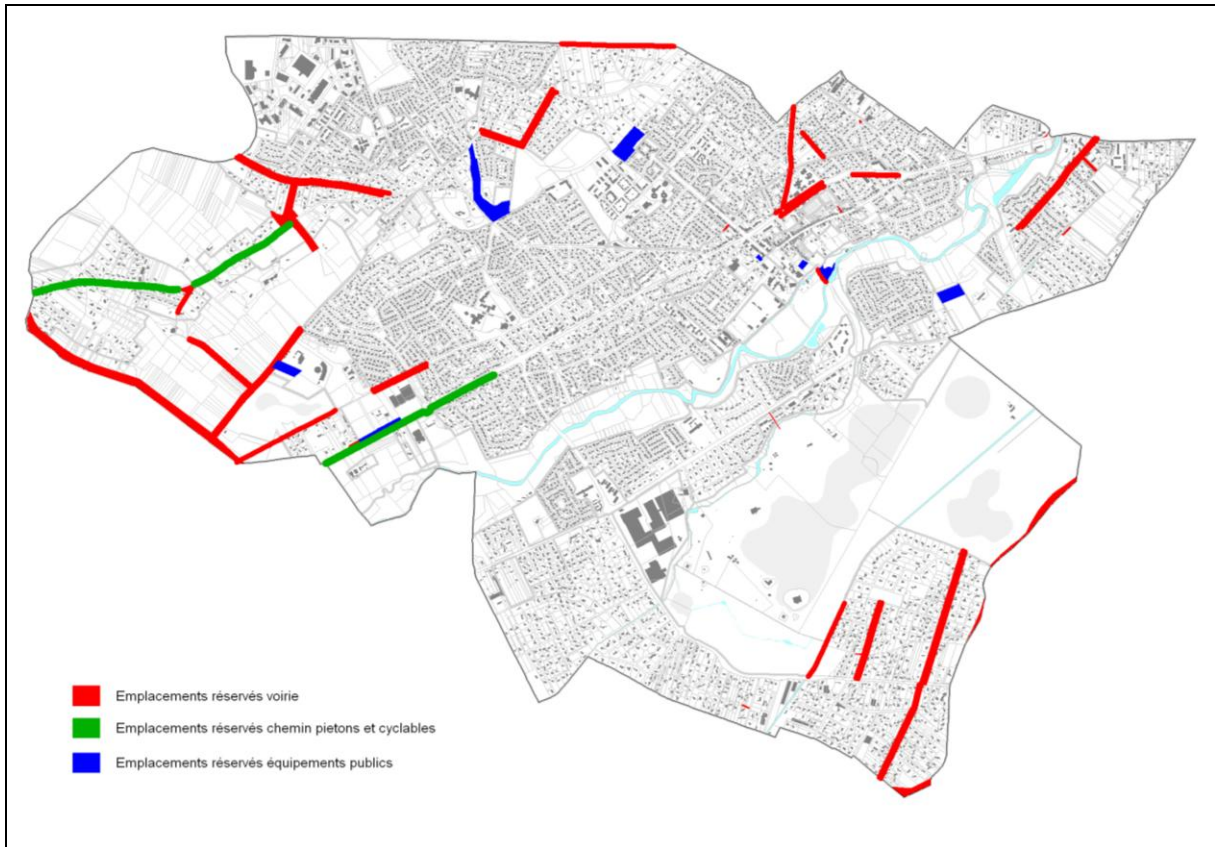 Emplacements réservés voirie
Emplacements réservés chemin pietons et cyclables
Emplacements réservés équipements publics